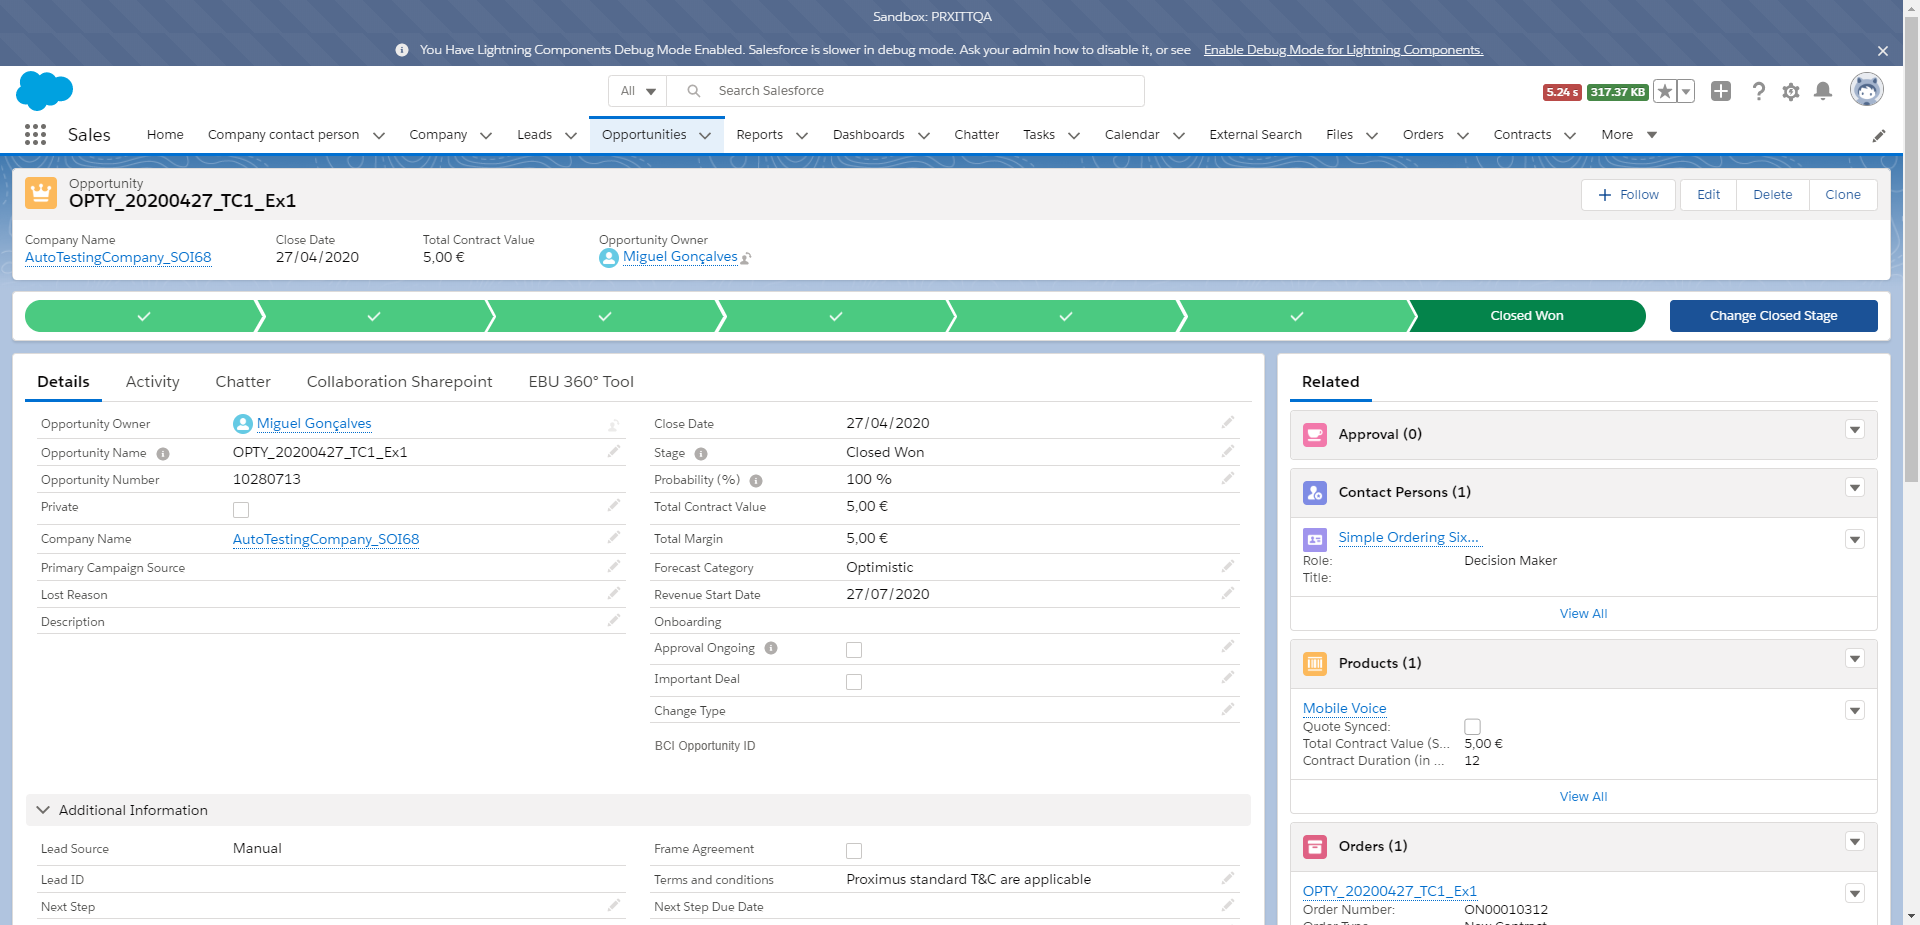 Sandbox: PRXITTQA
You Have Lightning Components Debug Mode Enabled. Salesforce is slower in debug mode. Ask your admin how to disable it, or see Enable Debug Mode for Lightning Components.
All Search Salesforce 5.24 s 317.37 KB
Sales Home Company contact person Company Leads Opportunities Reports Dashboards Chatter Tasks Calendar External Search Files Orders Contracts More
Opportunity
OPTY_20200427_TC1_Ex1
Follow Edit Delete Clone
Company Name Close Date Total Contract Value Opportunity Owner
AutoTestingCompany_SOI68 27/04/2020 5,00 € Miguel Gonçalves
Closed Won Change Closed Stage
Details Activity Chatter Collaboration Sharepoint EBU 360° Tool
Opportunity Owner Miguel Gonçalves
Opportunity Name OPTY_20200427_TC1_Ex1
Opportunity Number 10280713
Private
Company Name AutoTestingCompany_SOI68
Primary Campaign Source
Lost Reason
Description
Close Date 27/04/2020
Stage Closed Won
Probability (%) 100 %
Total Contract Value 5,00 €
Total Margin 5,00 €
Forecast Category Optimistic
Revenue Start Date 27/07/2020
Onboarding
Approval Ongoing
Important Deal
Change Type
BCI Opportunity ID
Additional Information
Lead Source Manual
Lead ID
Next Step
Frame Agreement
Terms and conditions Proximus standard T&C are applicable
Next Step Due Date
Related
Approval (0)
Contact Persons (1)
Simple Ordering Six...
Role: Decision Maker
Title:
View All
Products (1)
Mobile Voice
Quote Synced:
Total Contract Value (S... 5,00 €
Contract Duration (in ... 12
View All
Orders (1)
OPTY_20200427_TC1_Ex1
Order Number: ON00010312
Order Type: New Contract